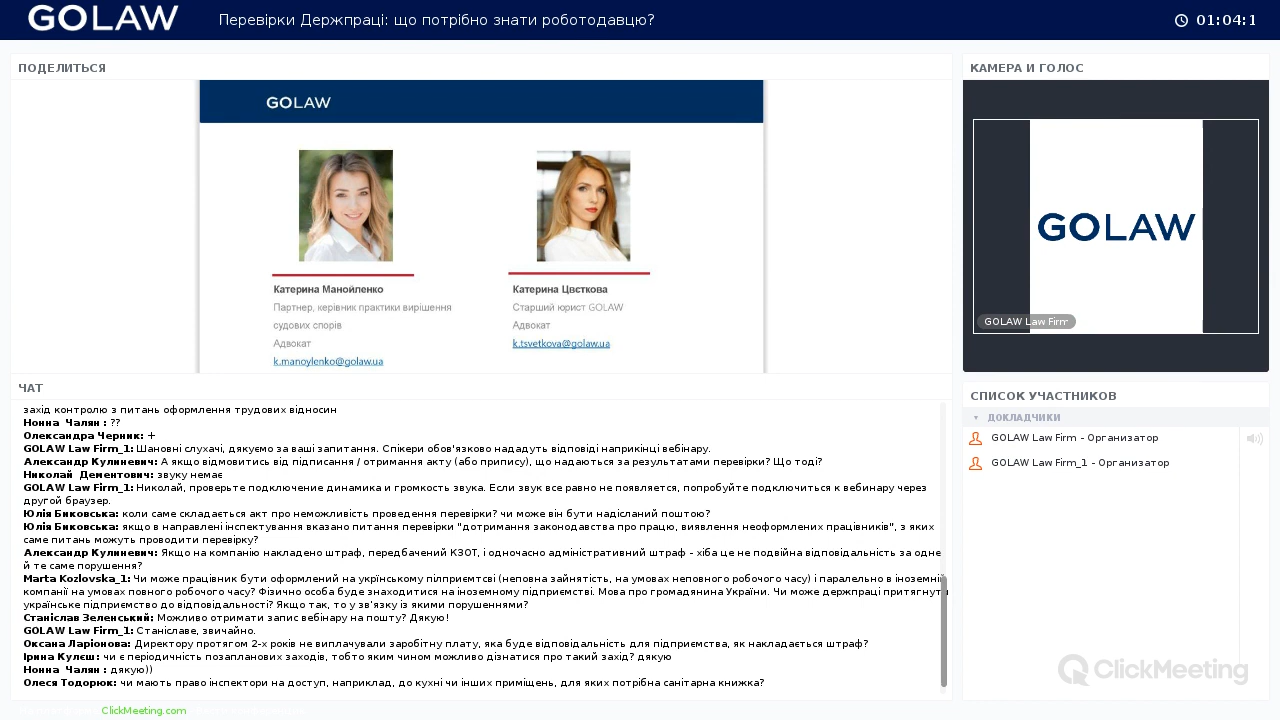 GOLAW
Перевірки Держпраці: що потрібно знати роботодавцю?
01:04:1
ПОДЕЛИТЬСЯ
GOLAW
Катерина Манойленко
Партнер, керівник практики вирішення
судових спорів
Адвокат
k.manoylenko@golaw.ua
Катерина Цвєткова
Старший юрист GOLAW
Адвокат
k.tsvetkova@golaw.ua
КАМЕРА И ГОЛОС
GOLAW
GOLAW Law Firm
ЧАТ
захід контролю з питань оформлення трудових відносин
Нонна Чалян : ??
Олександра Черник: +
GOLAW Law Firm_1: Шановні слухачі, дякуємо за ваші запитання. Спікери обов'язково нададуть відповіді наприкінці вебінару.
Александр Кулиневич: А якщо відмовитись від підписання / отримання акту (або припису), що надаються за результатами перевірки? Що тоді?
Николай Дементович: звуку немає
GOLAW Law Firm_1: Николай, проверьте подключение динамика и громкость звука. Если звук все равно не появляется, попробуйте подключиться к вебинару через
другой браузер.
Юлія Биковська: коли саме складається акт про неможливість проведення перевірки? чи може він бути надісланий поштою?
Юлія Биковська: якщо в направлені інспектування вказано питання перевірки "дотримання законодавства про працю, виявлення неоформлених працівників", з яких
саме питань можуть проводити перевірку?
Александр Кулиневич: Якщо на компанію накладено штраф, передбачений КЗОТ, і одночасно адміністративний штраф - хіба це не подвійна відповідальність за одне
й те саме порушення?
Marta Kozlovska_1: Чи може працівник бути оформлений на укрїнському пілприємтсві (неповна зайнятість, на умовах неповного робочого часу) і паралельно в іноземній
компанії на умовах повного робочого часу? Фізично особа буде знаходитися на іноземному підприємстві. Мова про громадянина України. Чи може держпраці притягнути
українське підприємство до відповідальності? Якщо так, то у зв'язку із якими порушеннями?
Станіслав Зеленський: Можливо отримати запис вебінару на пошту? Дякую!
GOLAW Law Firm_1: Станіславе, звичайно.
Оксана Ларіонова: Директору протягом 2-х років не виплачували заробітну плату, яка буде відповідальність для підприємства, як накладається штраф?
Ірина Кулєш: чи є періодичність позапланових заходів, тобто яким чином можливо дізнатися про такий захід? дякую
Нонна Чалян : дякую))
Олеся Тодорюк: чи мають право інспектори на доступ, наприклад, до кухні чи інших приміщень, для яких потрібна санітарна книжка?
СПИСОК УЧАСТНИКОВ
ДОКЛАДЧИКИ
GOLAW Law Firm - Организатор
GOLAW Law Firm_1 - Организатор
ClickMeeting
ClickMeeting.com